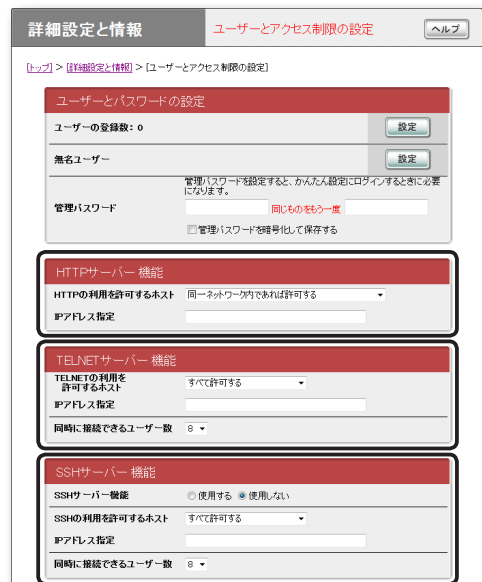 詳細設定と情報
ユーザーとアクセス制限の設定
ヘルプ
[トップ] > [詳細設定と情報] > [ユーザーとアクセス制限の設定]
ユーザーとパスワードの設定
ユーザーの登録数: 0
設定
無名ユーザー
設定
管理パスワードを設定すると、かんたん設定にログインするときに必要
になります。
管理パスワード
同じものをもう一度
管理パスワードを暗号化して保存する
HTTPサーバー機能
HTTPの利用を許可するホスト
同一ネットワーク内であれば許可する
IPアドレス指定
TELNETサーバー機能
TELNETの利用を
許可するホスト
すべて許可する
IPアドレス指定
同時に接続できるユーザー数
8
SSHサーバー機能
SSHサーバー機能
使用する 使用しない
SSHの利用を許可するホスト
すべて許可する
IPアドレス指定
同時に接続できるユーザー数
8